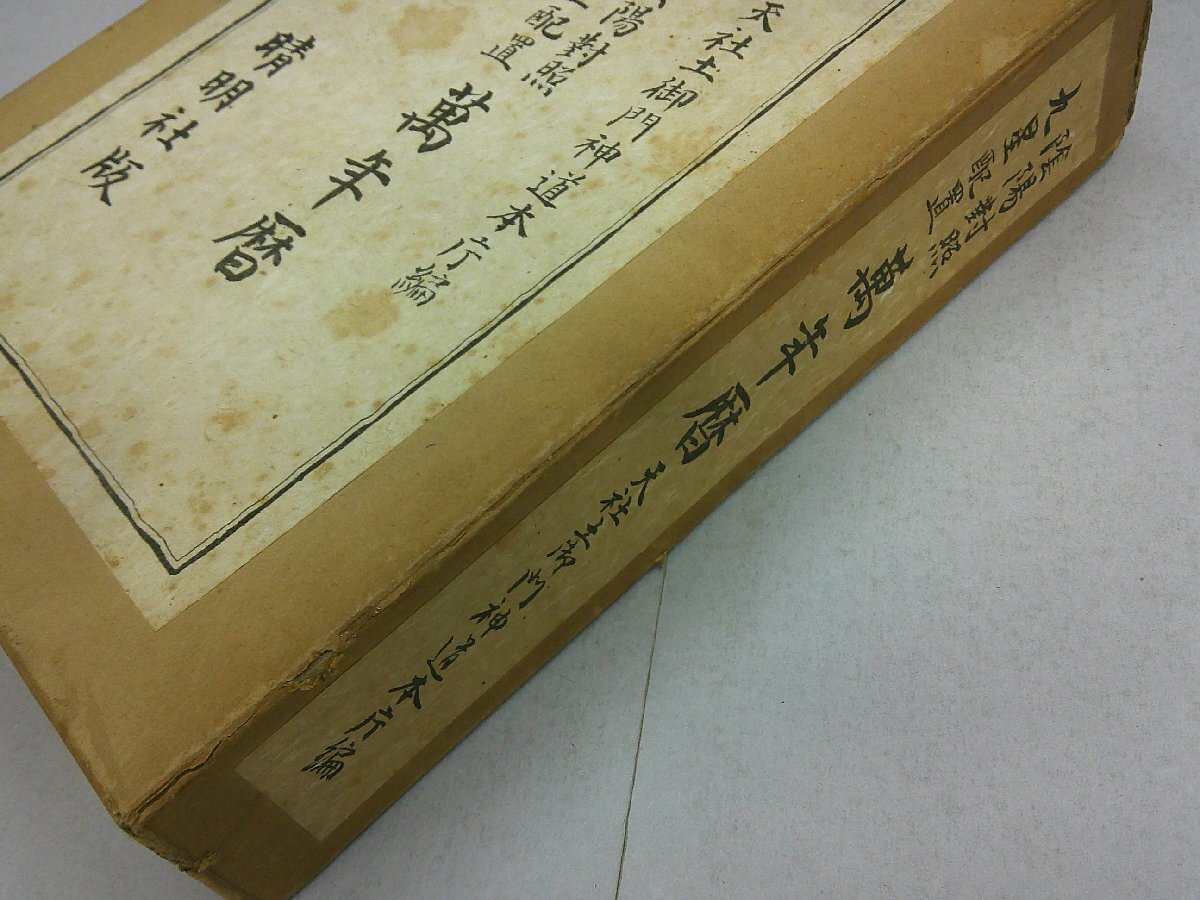 天社土御門神道本庁編
陽對照
配置
萬年暦
晴明社版
陰陽對照
九星配置
萬年暦
天社土御門神道本庁編